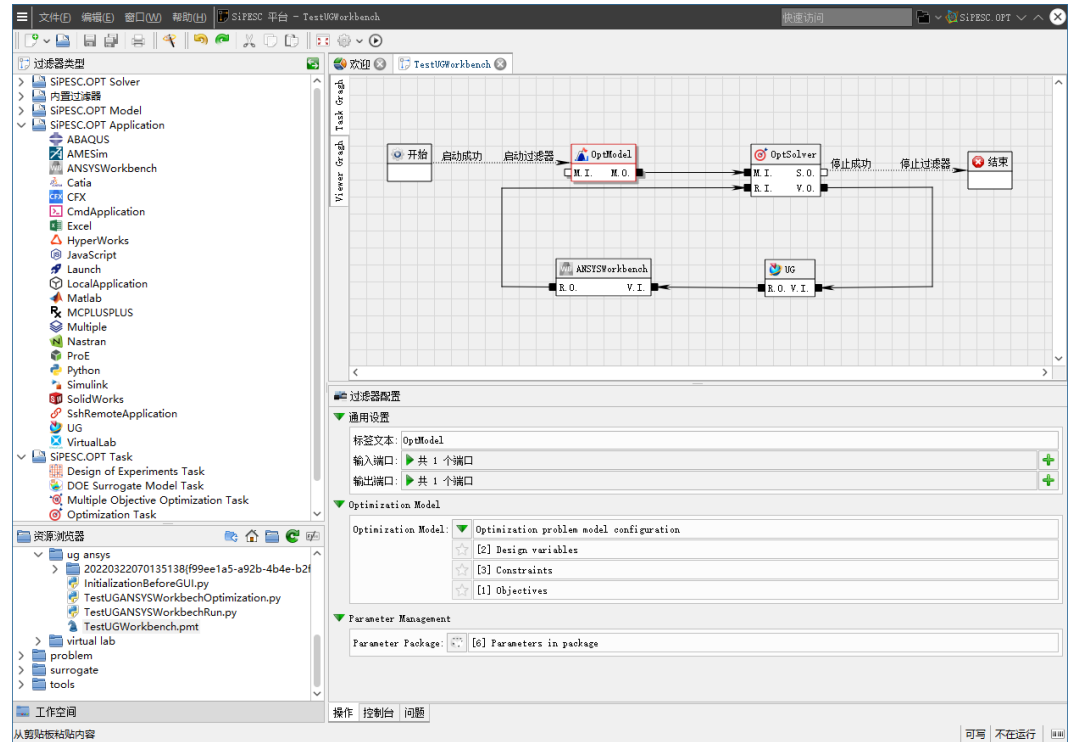 文件(F) 编辑(E) 窗口(W) 帮助(H) SiPESC 平台 - TestUGWorkbench 快速访问 SiPESC.OPT
过滤器类型
SiPESC.OPT Solver
内置过滤器
SiPESC.OPT Model
SiPESC.OPT Application
ABAQUS
AMESim
ANSYSWorkbench
Catia
CFX
CmdApplication
Excel
HyperWorks
JavaScript
Launch
LocalApplication
Matlab
MCPLUSPLUS
Multiple
Nastran
ProE
Python
Simulink
SolidWorks
SshRemoteApplication
UG
VirtualLab
SiPESC.OPT Task
Design of Experiments Task
DOE Surrogate Model Task
Multiple Objective Optimization Task
Optimization Task
资源浏览器
ug ansys
20220322070135138(f99ee1a5-a92b-4b4e-b2f
InitializationBeforeGUI.py
TestUGANSYSWorkbechOptimization.py
TestUGANSYSWorkbechRun.py
TestUGWorkbench.pmt
virtual lab
problem
surrogate
tools
工作空间
从剪贴板粘贴内容
欢迎 TestUGWorkbench
Task Gragh
Viewer Gragh
开始 启动成功 启动过滤器 OptModel
M.I. M.O.
OptSolver 停止成功 停止过滤器 结束
M.I. S.O.
R.I. V.O.
ANSYSWorkbench
R.O. V.I.
UG
R.O. V.I.
过滤器配置
通用设置
标签文本: OptModel
输入端口: 共 1 个端口
输出端口: 共 1 个端口
Optimization Model
Optimization Model: Optimization problem model configuration
[2] Design variables
[3] Constraints
[1] Objectives
Parameter Management
Parameter Package: [6] Parameters in package
操作 控制台 问题
可写 不在运行